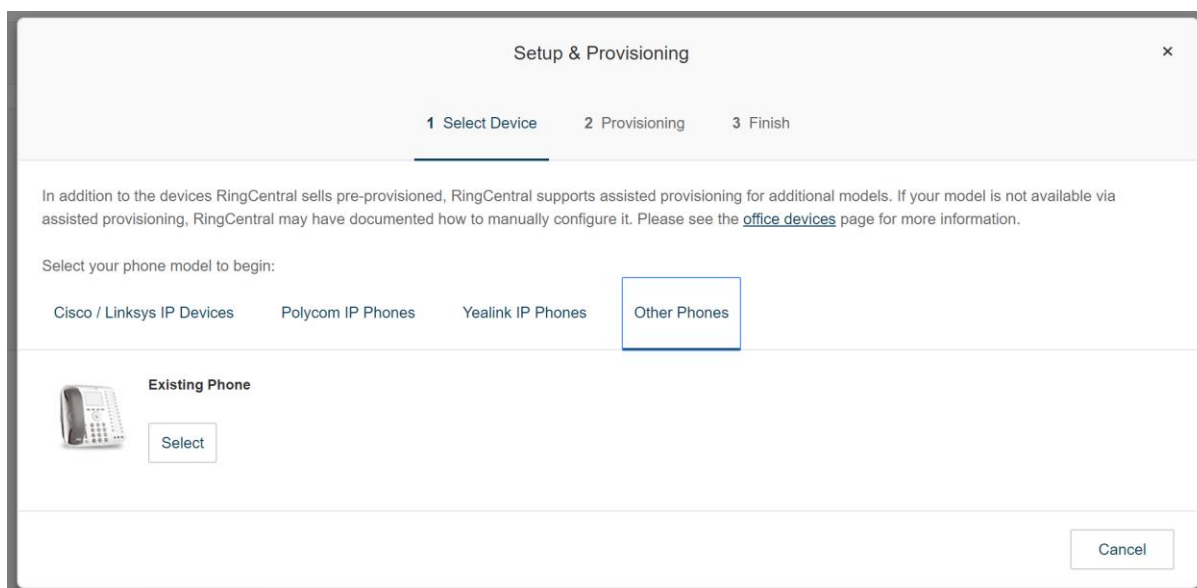 Setup & Provisioning
×
1 Select Device 2 Provisioning 3 Finish
In addition to the devices RingCentral sells pre-provisioned, RingCentral supports assisted provisioning for additional models. If your model is not available via
assisted provisioning, RingCentral may have documented how to manually configure it. Please see the office devices page for more information.
Select your phone model to begin:
Cisco / Linksys IP Devices Polycom IP Phones Yealink IP Phones Other Phones
Existing Phone
Select
Cancel